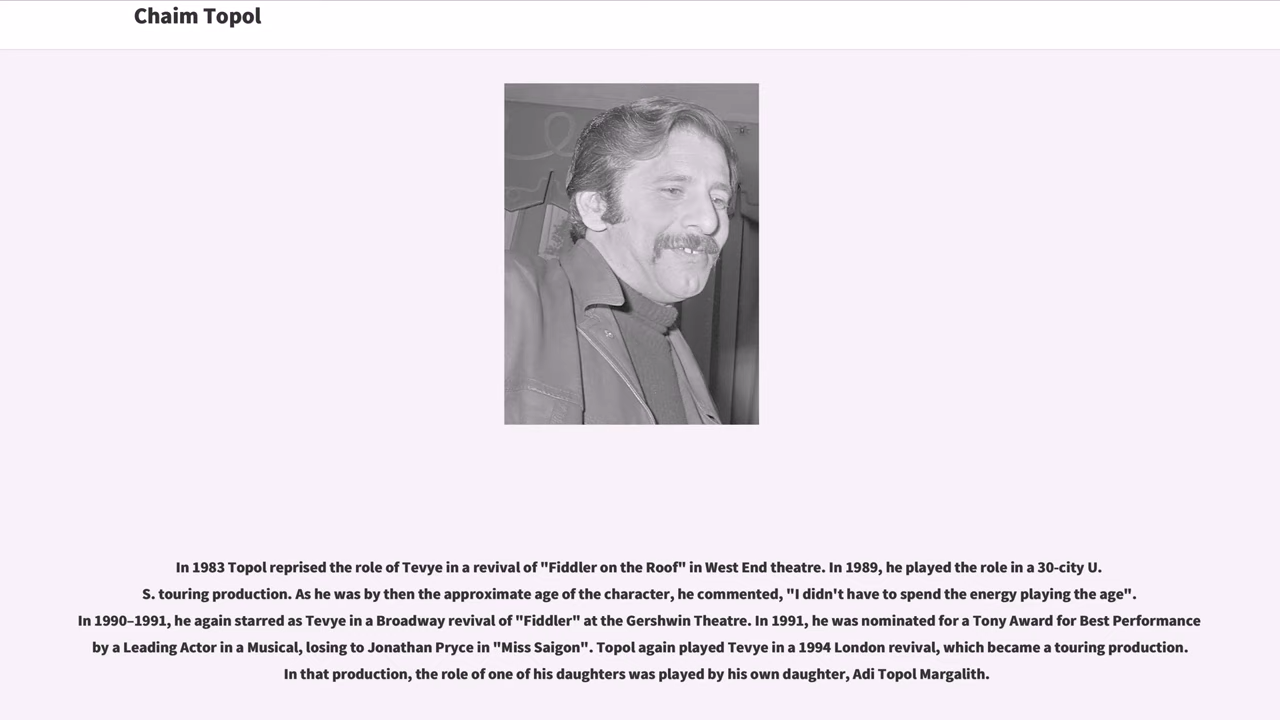 Chaim Topol
In 1983 Topol reprised the role of Tevye in a revival of "Fiddler on the Roof" in West End theatre. In 1989, he played the role in a 30-city U.
S. touring production. As he was by then the approximate age of the character, he commented, "I didn't have to spend the energy playing the age".
In 1990–1991, he again starred as Tevye in a Broadway revival of "Fiddler" at the Gershwin Theatre. In 1991, he was nominated for a Tony Award for Best Performance
by a Leading Actor in a Musical, losing to Jonathan Pryce in "Miss Saigon". Topol again played Tevye in a 1994 London revival, which became a touring production.
In that production, the role of one of his daughters was played by his own daughter, Adi Topol Margalith.